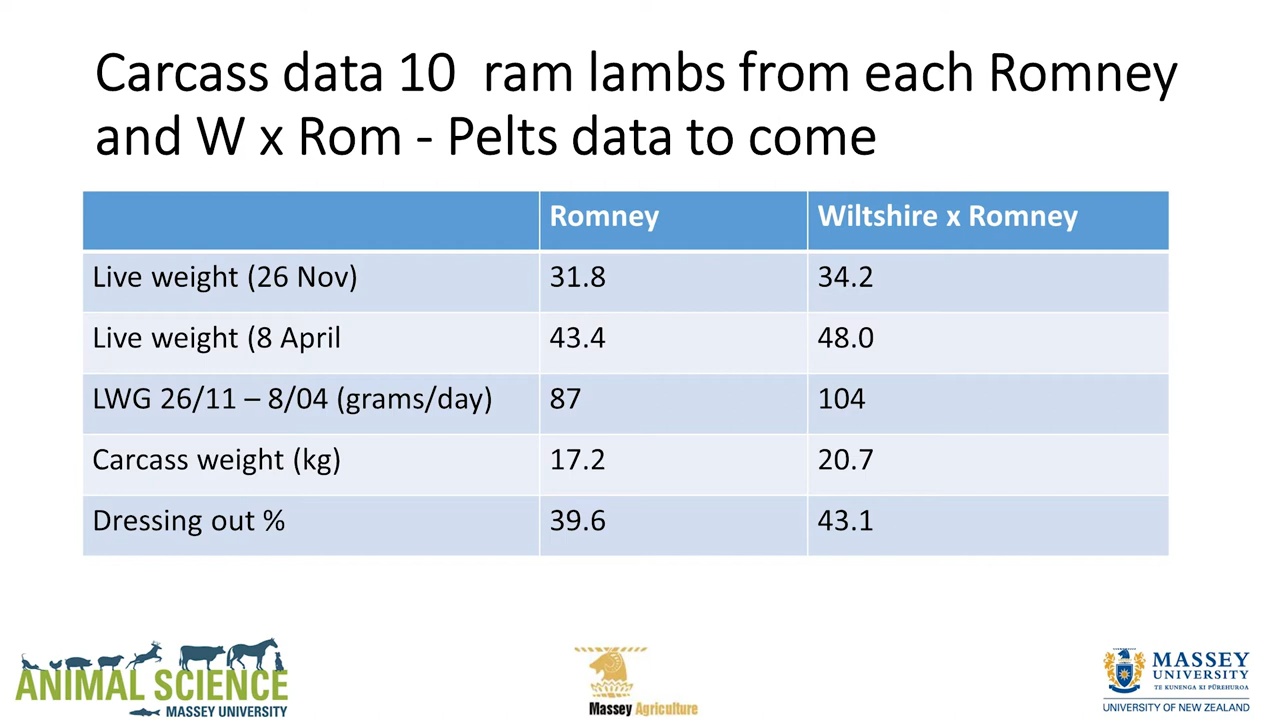 Carcass data 10  ram lambs from each Romney
and W x Rom - Pelts data to come
Romney
Wiltshire x Romney
Live weight (26 Nov)
31.8
34.2
Live weight (8 April
43.4
48.0
LWG 26/11 – 8/04 (grams/day)
87
104
Carcass weight (kg)
17.2
20.7
Dressing out %
39.6
43.1
ANIMAL SCIENCE
MASSEY UNIVERSITY
Massey Agriculture
MASSEY
UNIVERSITY
TE KUNENGA KI PŪREHUROA
UNIVERSITY OF NEW ZEALAND